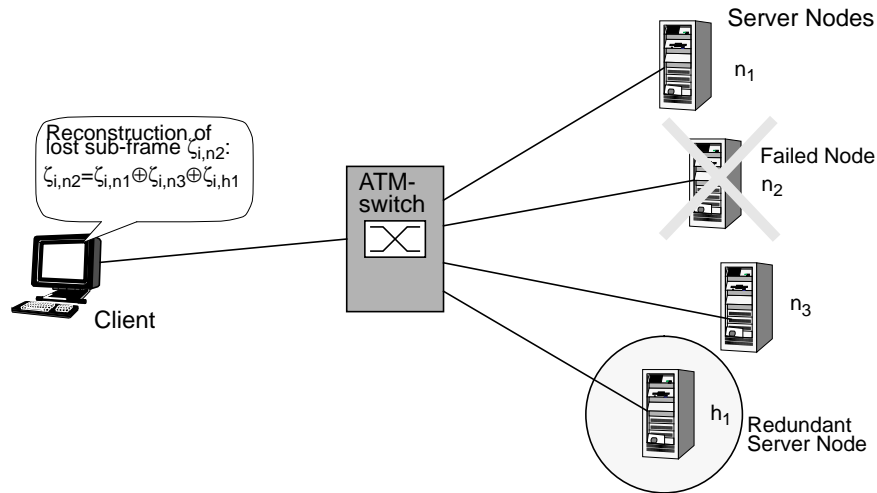 Server Nodes
n₁
Reconstruction of
lost sub-frame ζᵢ,ₙ₂:
ζᵢ,ₙ₂=ζᵢ,ₙ₁⊕ζᵢ,ₙ₃⊕ζᵢ,ₕ₁
Failed Node
n₂
ATM-
switch
n₃
Client
h₁
Redundant
Server Node